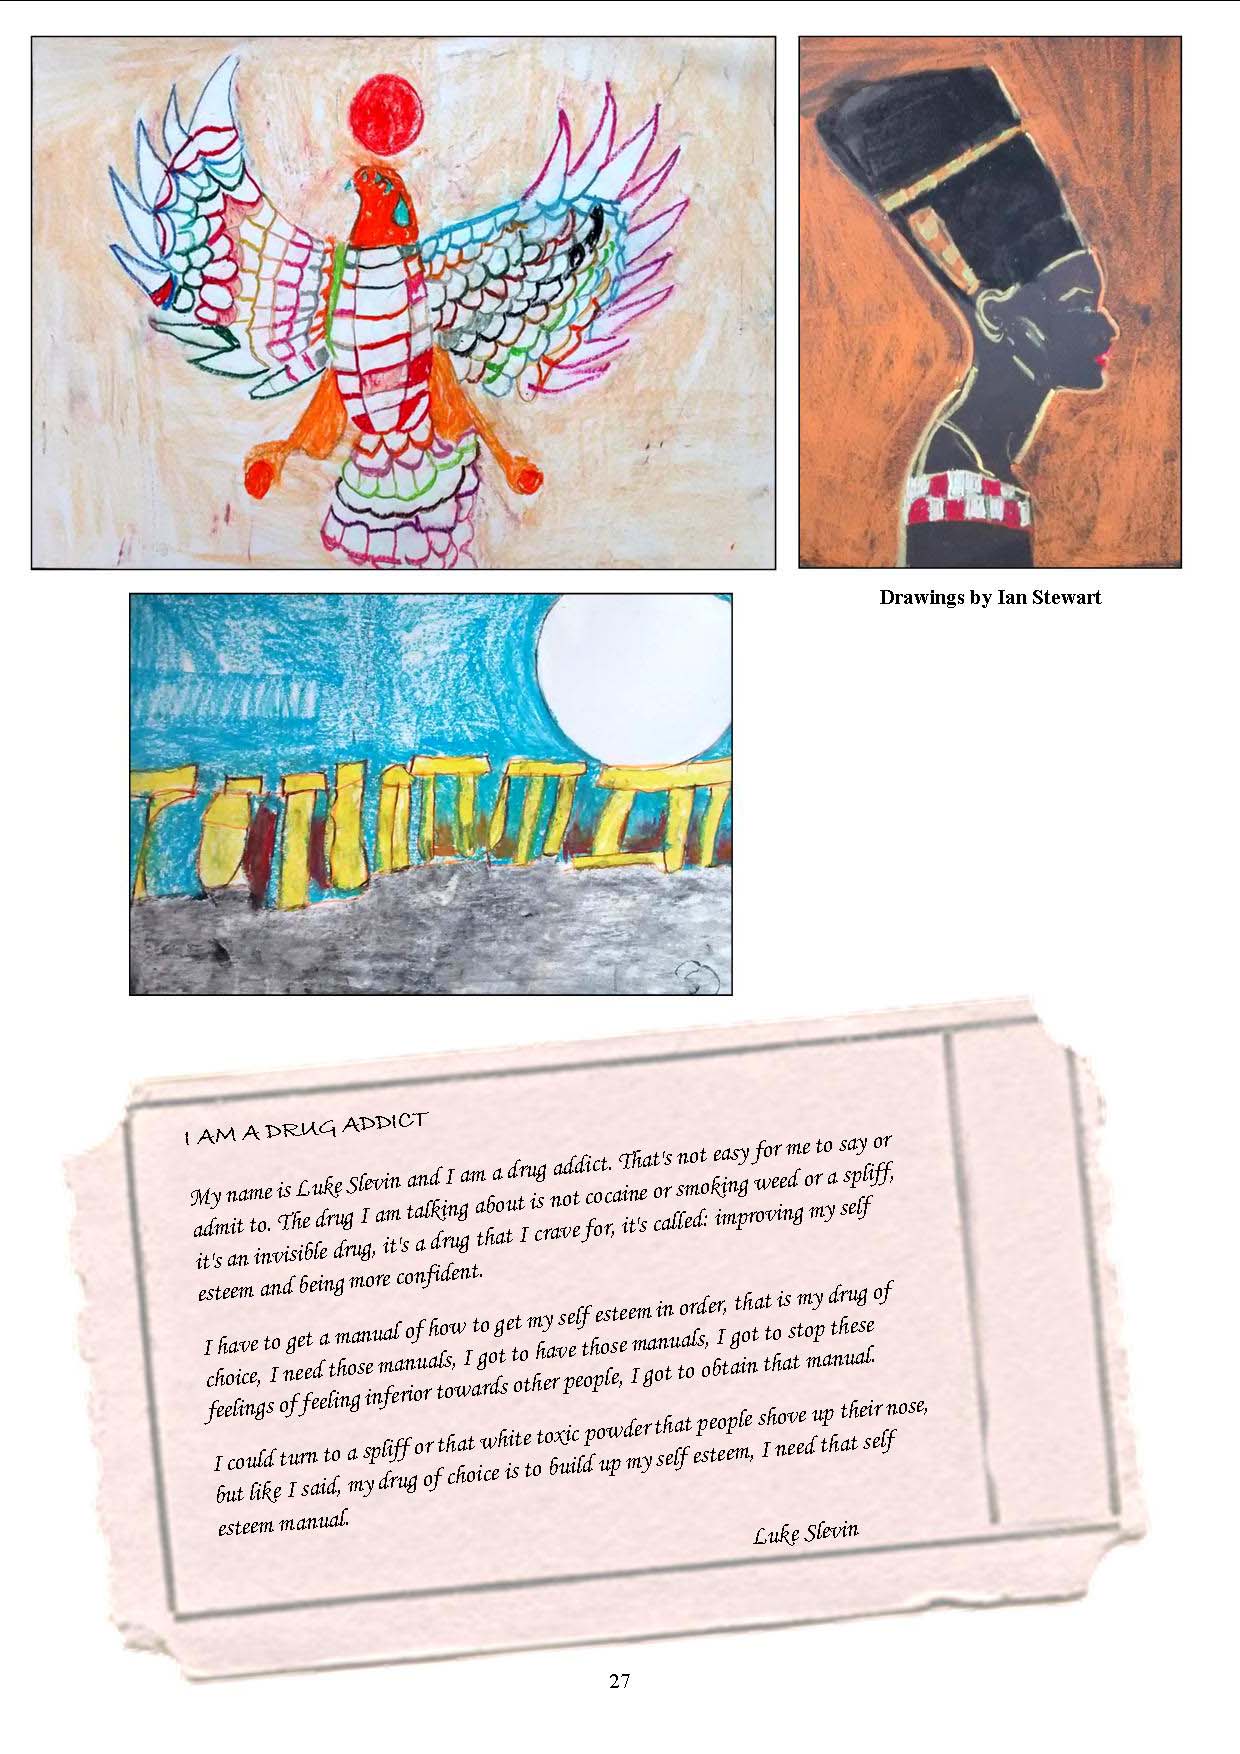 Drawings by Ian Stewart
I AM A DRUG ADDICT
My name is Luke Slevin and I am a drug addict. That's not easy for me to say or
admit to. The drug I am talking about is not cocaine or smoking weed or a spliff,
it's an invisible drug, it's a drug that I crave for, it's called: improving my self
esteem and being more confident.
I have to get a manual of how to get my self esteem in order, that is my drug of
choice, I need those manuals, I got to have those manuals, I got to stop these
feelings of feeling inferior towards other people, I got to obtain that manual.
I could turn to a spliff or that white toxic powder that people shove up their nose,
but like I said, my drug of choice is to build up my self esteem, I need that self
esteem manual.
Luke Slevin
27